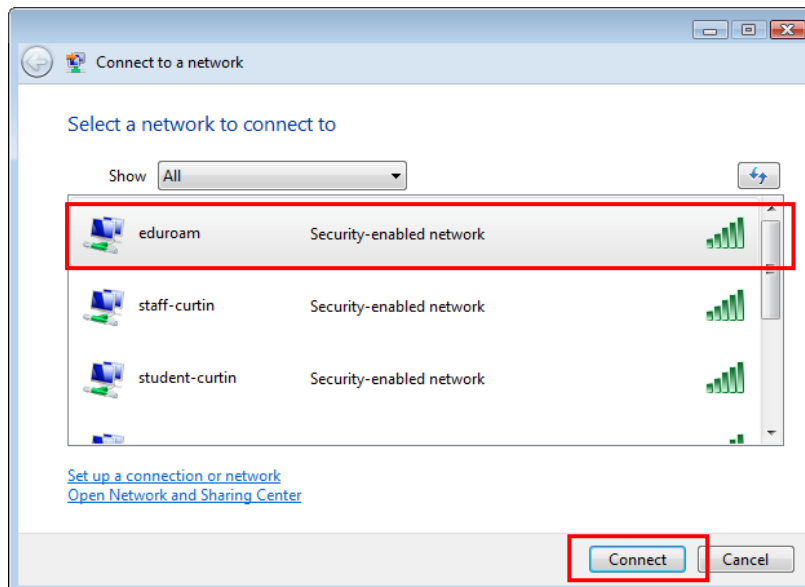 Connect to a network
Select a network to connect to
Show All
eduroam Security-enabled network
staff-curtin Security-enabled network
student-curtin Security-enabled network
Set up a connection or network
Open Network and Sharing Center
Connect Cancel